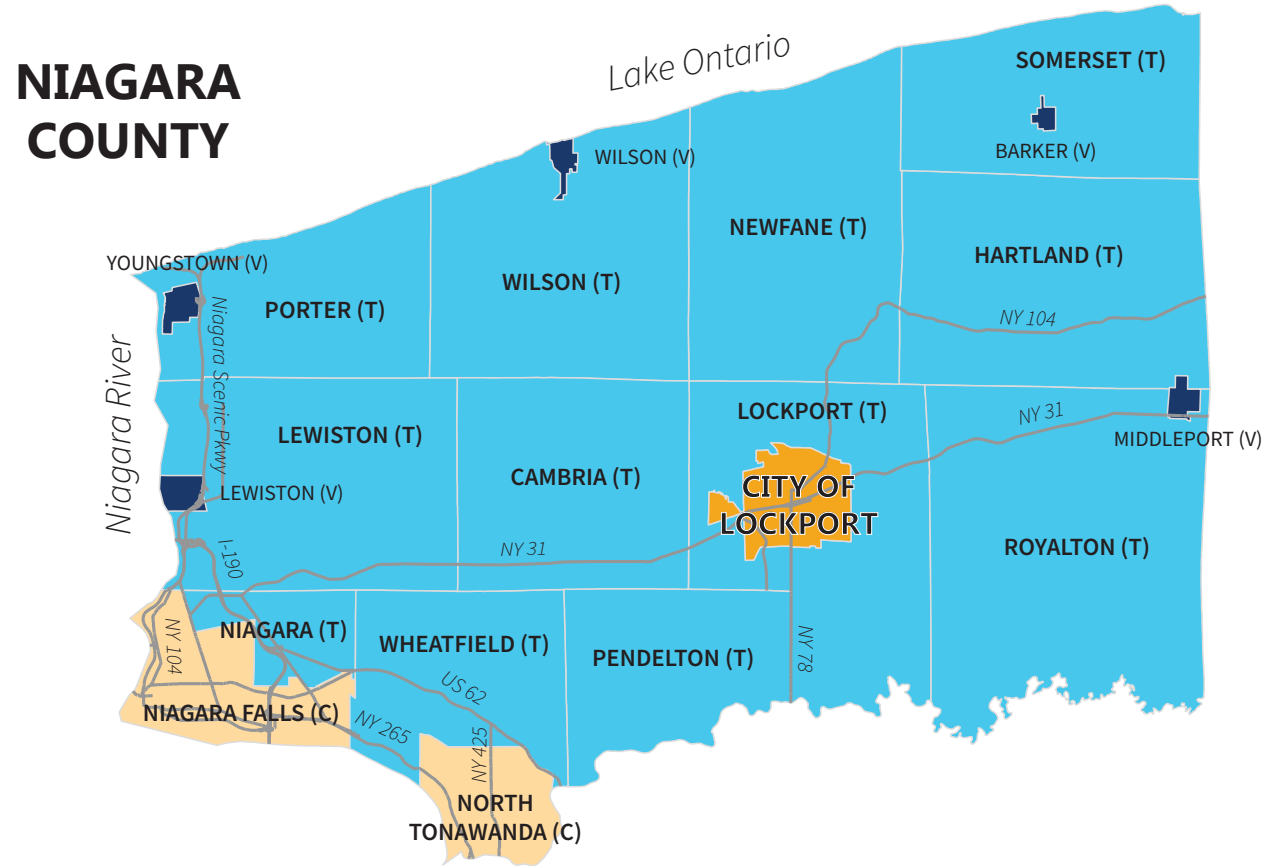 NIAGARA
COUNTY
Lake Ontario
SOMERSET (T)
BARKER (V)
WILSON (V)
NEWFANE (T)
HARTLAND (T)
YOUNGSTOWN (V)
WILSON (T)
PORTER (T)
NY 104
Niagara Scenic Pkwy
Niagara River
LOCKPORT (T)
NY 31
MIDDLEPORT (V)
LEWISTON (T)
CAMBRIA (T)
CITY OF
LOCKPORT
LEWISTON (V)
NY 31
ROYALTON (T)
I-190
NIAGARA (T)
WHEATFIELD (T)
PENDELTON (T)
NY 78
NY 104
US 62
NIAGARA FALLS (C)
NY 265
NY 425
NORTH
TONAWANDA (C)